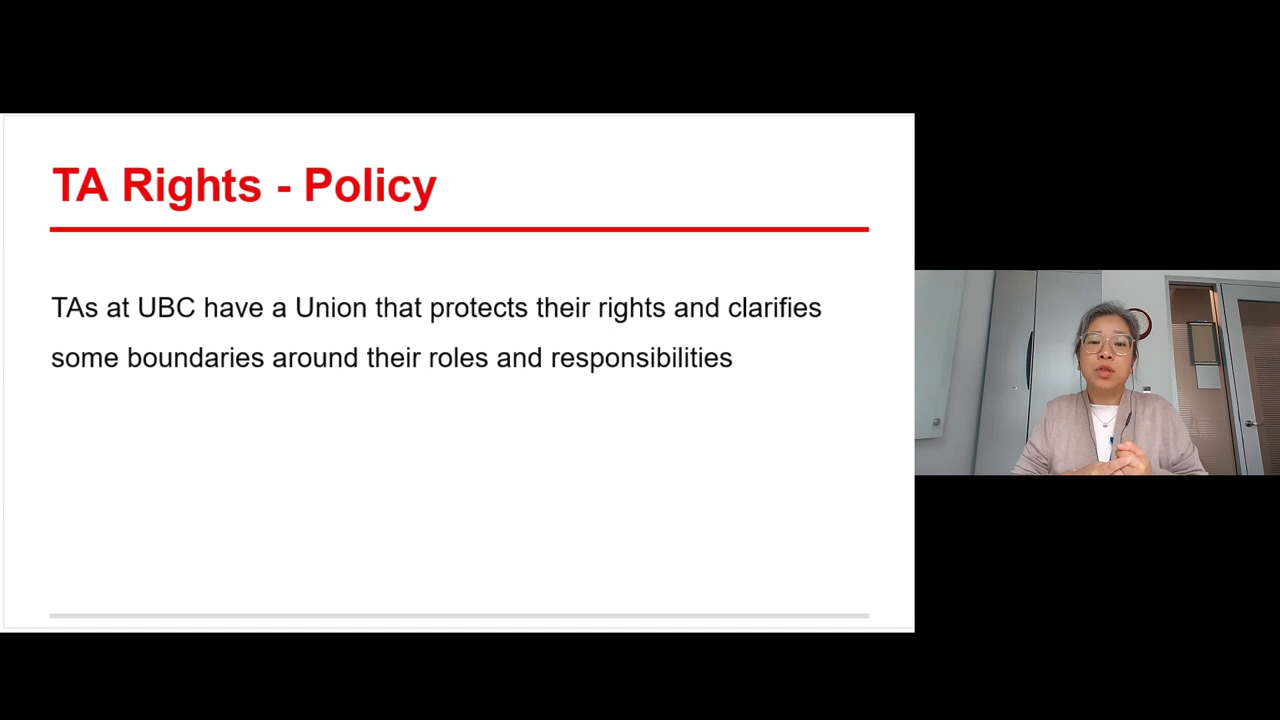 TA Rights - Policy
TAs at UBC have a Union that protects their rights and clarifies
some boundaries around their roles and responsibilities